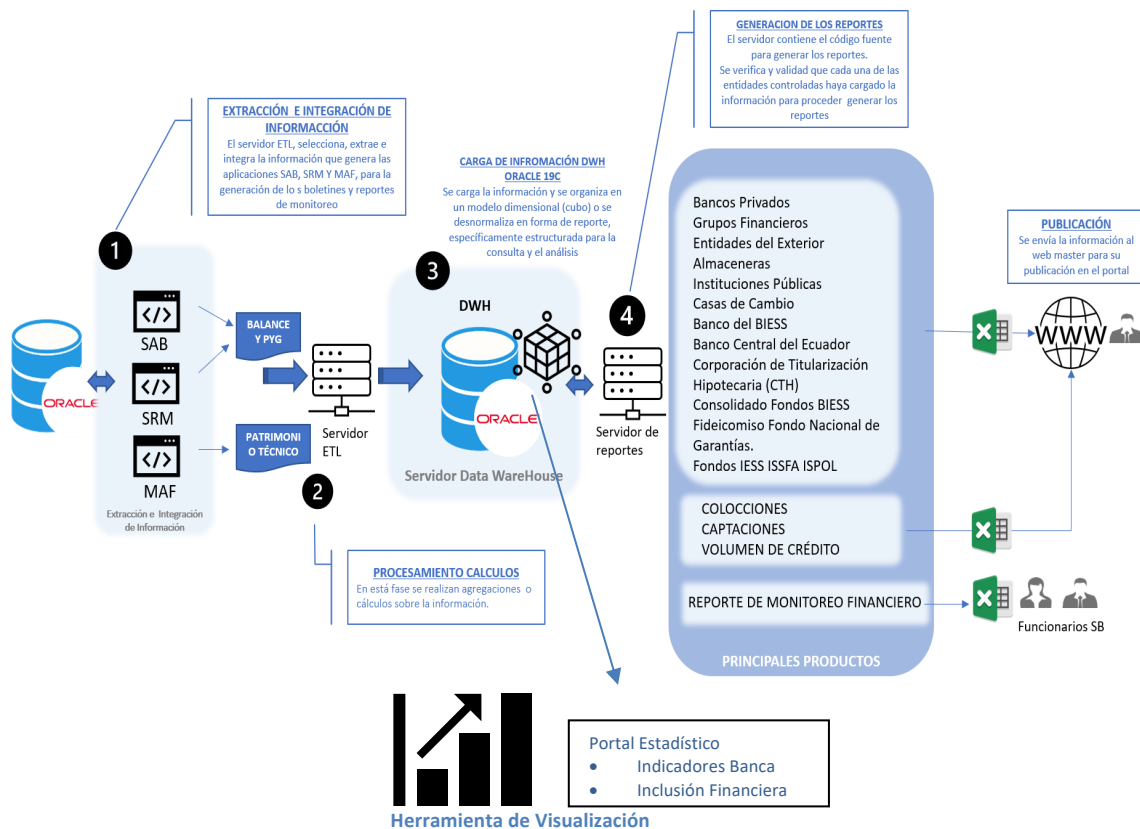 GENERACION DE LOS REPORTES
El servidor contiene el código fuente
para generar los reportes.
Se verifica y validad que cada una de las
entidades controladas haya cargado la
información para proceder generar los
reportes
EXTRACCIÓN E INTEGRACIÓN DE
INFORMACCIÓN
El servidor ETL, selecciona, extrae e
integra la información que genera las
aplicaciones SAB, SRM Y MAF, para la
generación de lo s boletines y reportes
de monitoreo
CARGA DE INFROMACIÓN DWH
ORACLE 19C
Se carga la información y se organiza en
un modelo dimensional (cubo) o se
desnormaliza en forma de reporte,
específicamente estructurada para la
consulta y el análisis
1
SAB
SRM
MAF
Extracción e Integración
de Información
ORACLE
BALANCE
Y PYG
PATRIMONI
O TÉCNICO
Servidor
ETL
2
PROCESAMIENTO CALCULOS
En está fase se realizan agregaciones o
cálculos sobre la información.
3
DWH
ORACLE
Servidor Data WareHouse
4
Servidor de
reportes
Bancos Privados
Grupos Financieros
Entidades del Exterior
Almaceneras
Instituciones Públicas
Casas de Cambio
Banco del BIESS
Banco Central del Ecuador
Corporación de Titularización
Hipotecaria (CTH)
Consolidado Fondos BIESS
Fideicomiso Fondo Nacional de
Garantías.
Fondos IESS ISSFA ISPOL
COLOCCIONES
CAPTACIONES
VOLUMEN DE CRÉDITO
REPORTE DE MONITOREO FINANCIERO
PRINCIPALES PRODUCTOS
PUBLICACIÓN
Se envía la información al
web master para su
publicación en el portal
X
WWW
X
X
Funcionarios SB
Portal Estadístico
• Indicadores Banca
• Inclusión Financiera
Herramienta de Visualización